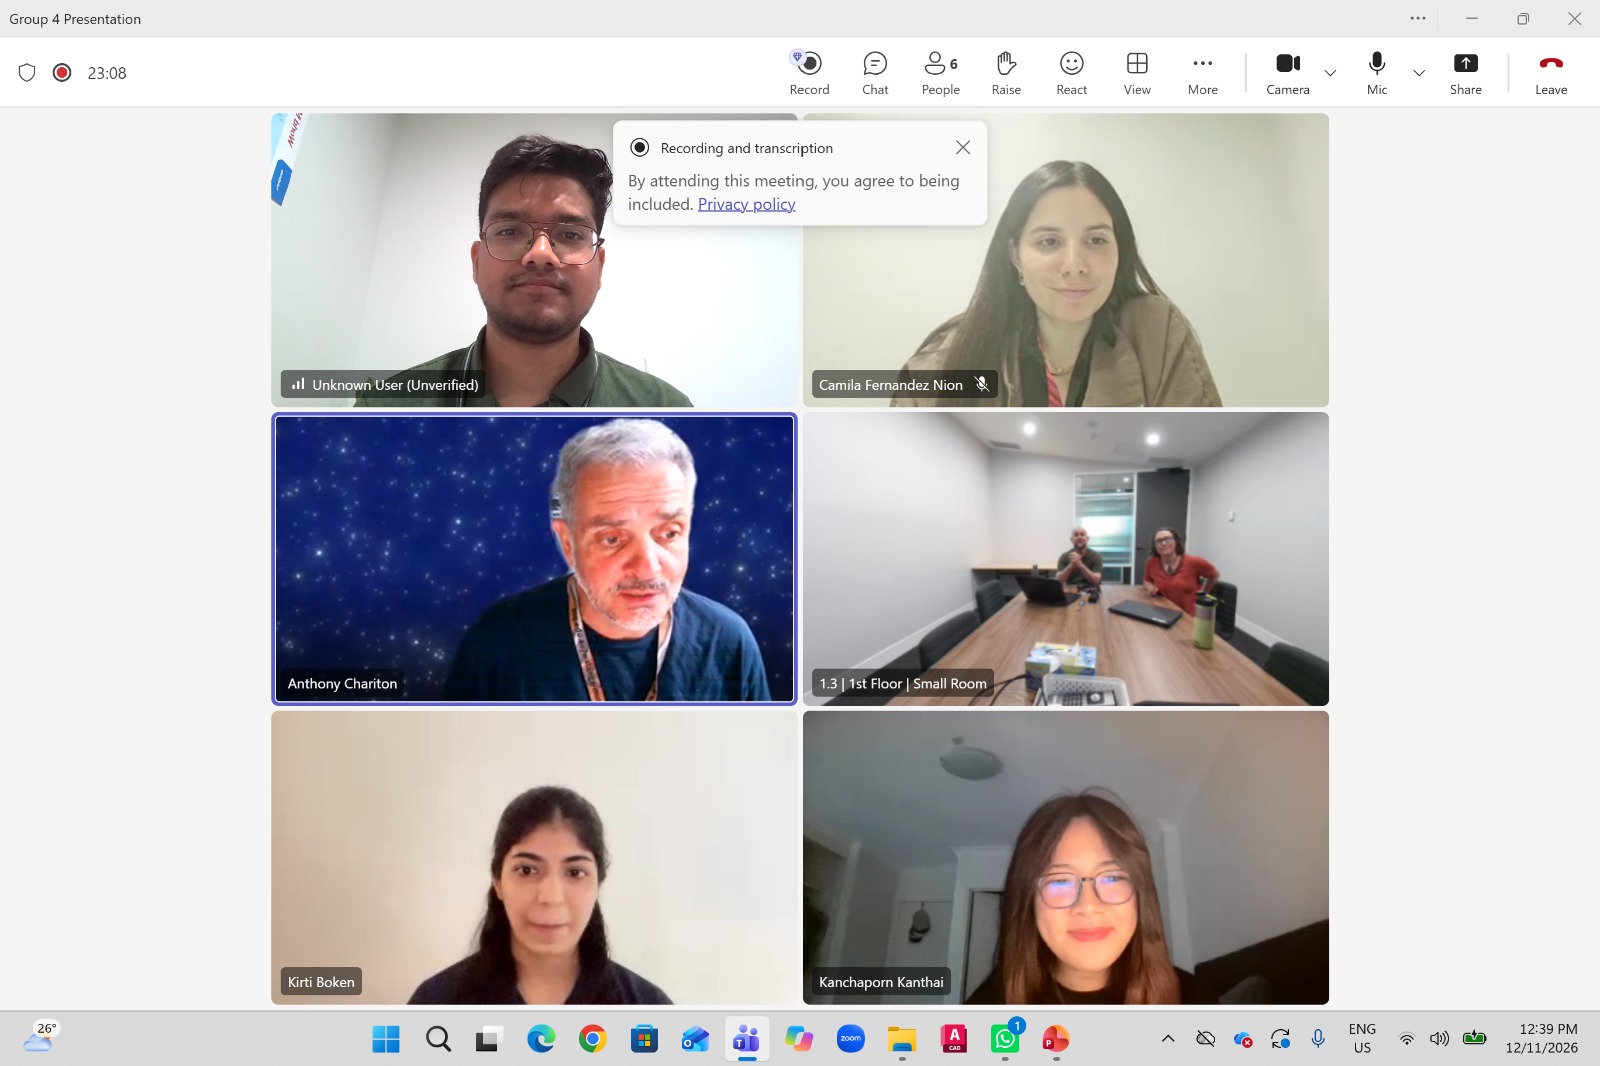 Group 4 Presentation
23:08
Record
Chat
People
6
Raise
React
View
More
Camera
Mic
Share
Leave
Recording and transcription
By attending this meeting, you agree to being
included. Privacy policy
Unknown User (Unverified)
Camila Fernandez Nion
Anthony Chariton
1.3 | 1st Floor | Small Room
Kirti Boken
Kanchaporn Kanthai
26°
zoom
A
CAD
1
P
ENG
US
12:39 PM
12/11/2026